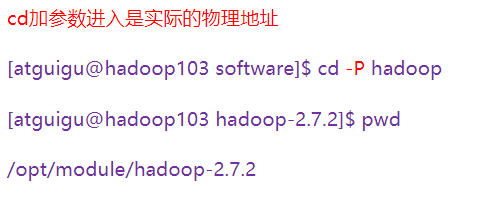 cd加参数进入是实际的物理地址
[atguigu@hadoop103 software]$ cd -P hadoop
[atguigu@hadoop103 hadoop-2.7.2]$ pwd
/opt/module/hadoop-2.7.2